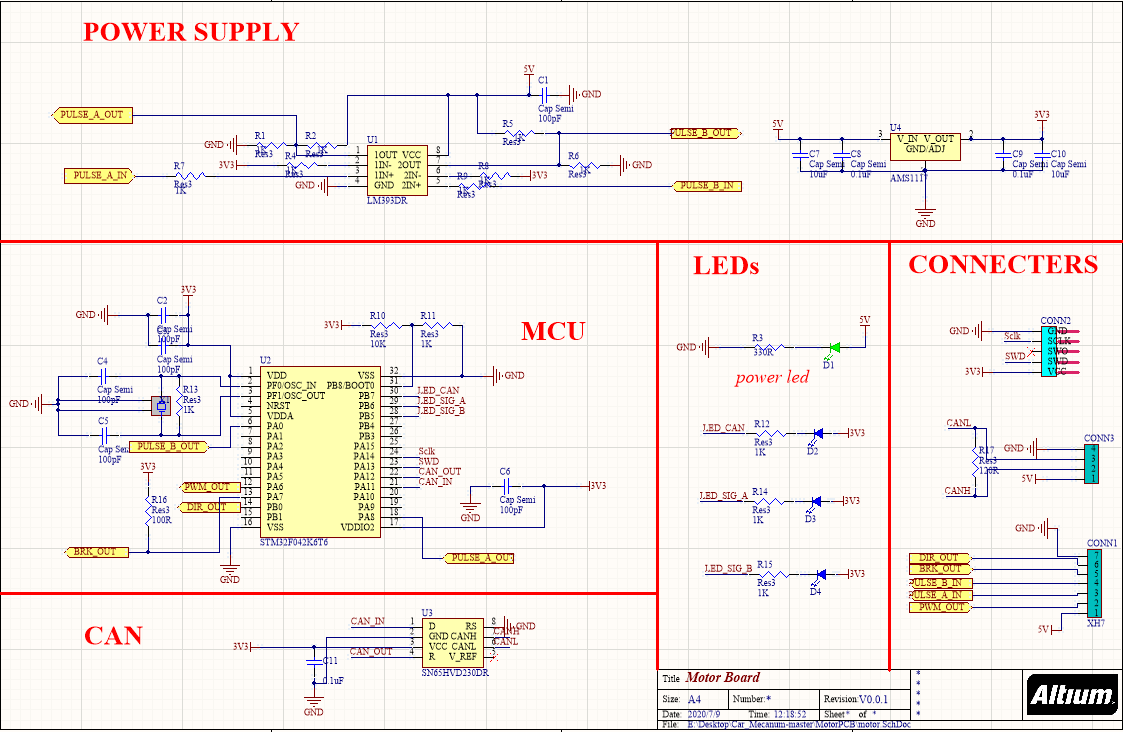 POWER SUPPLY
5V
C1
GND
Cap Semi
100pF
PULSE_A_OUT
R1
R2
R5
Res3
PULSE_B_OUT
GND
Res3
Res3
U1
1OUT VCC
1IN- 2OUT
1IN+ 2IN-
GND 2IN+
1
2
3
4
8
7
6
5
LM393DR
3V3
R4
Res3
R7
Res3
1K
PULSE_A_IN
GND
R6
Res3
GND
R8
Res3
3V3
R9
Res3
PULSE_B_IN
5V
3V3
U4
3
V_IN V_OUT
GND/ADJ
2
AMS1117
C7
Cap Semi
10uF
C8
Cap Semi
0.1uF
C9
Cap Semi
0.1uF
C10
Cap Semi
10uF
GND
MCU
3V3
C2
GND
Cap Semi
100pF
Cap Semi
100pF
C4
Cap Semi
100pF
GND
R13
Res3
1K
C5
Cap Semi
100pF
PULSE_B_OUT
3V3
R10
Res3
10K
R11
Res3
1K
U2
VDD
PF0/OSC_IN
PF1/OSC_OUT
NRST
VDDA
PA0
PA1
PA2
PA3
PA4
PA5
PA6
PA7
PB0
PB1
VSS
1
2
3
4
5
6
7
8
9
10
11
12
13
14
15
16
VSS
PB8/BOOT0
PB7
PB6
PB5
PB4
PB3
PA15
PA14
PA13
PA12
PA11
PA10
PA9
PA8
VDDIO2
32
31
30
29
28
27
26
25
24
23
22
21
20
19
18
17
STM32F042K6T6
GND
LED_CAN
LED_SIG_A
LED_SIG_B
Sclk
SWD
CAN_OUT
CAN_IN
C6
Cap Semi
100pF
3V3
GND
3V3
R16
Res3
100R
PWM_OUT
DIR_OUT
BRK_OUT
GND
PULSE_A_OUT
LEDs
5V
GND
R3
330R
D1
power led
LED_CAN
R12
Res3
1K
D2
3V3
LED_SIG_A
R14
Res3
1K
D3
3V3
LED_SIG_B
R15
Res3
1K
D4
3V3
CONNECTERS
CONN2
GND
Sclk
SWD
3V3
GND
SCLK
SWO
SWD
VCC
CANL
R17
Res3
120R
CANH
GND
5V
CONN3
4
3
2
1
GND
CONN1
DIR_OUT
BRK_OUT
PULSE_B_IN
PULSE_A_IN
PWM_OUT
5V
7
6
5
4
3
2
1
XH7
CAN
3V3
C11
0.1uF
GND
CAN_IN
CAN_OUT
U3
1
2
3
4
D RS
GND CANH
VCC CANL
R V_REF
8
GND
CANH
CANL
SN65HVD230DR
Title Motor Board
Size: A4 Number:* Revision:V0.0.1
Date: 2020/7/9 Time: 12:18:52 Sheet * of *
File: E:\Desktop\Car_Mecanum-master\MotorPCB\motor.SchDoc
*
*
*
*
*
Altium